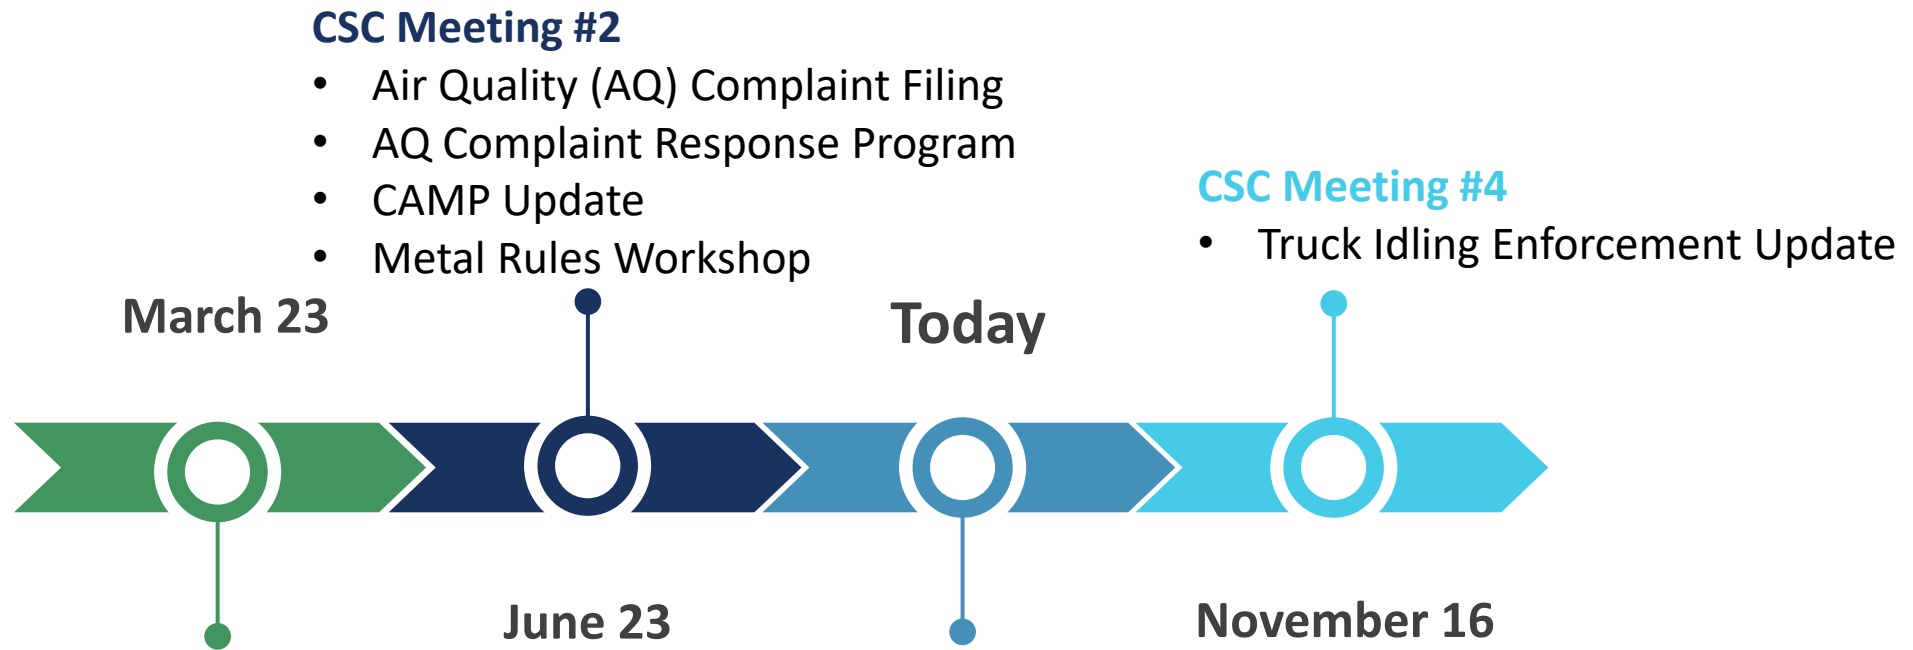 CSC Meeting #2
• Air Quality (AQ) Complaint Filing
• AQ Complaint Response Program
• CAMP Update
• Metal Rules Workshop
CSC Meeting #4
• Truck Idling Enforcement Update
March 23
Today
June 23
November 16